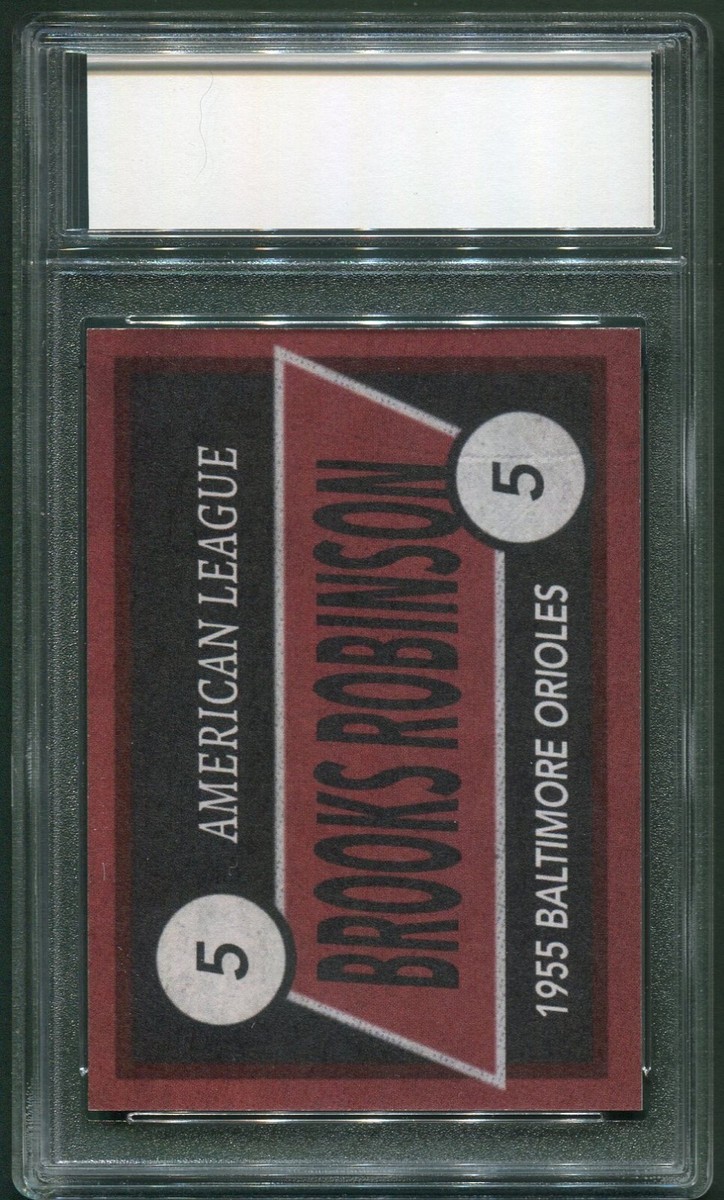 5
AMERICAN LEAGUE
BROOKS ROBINSON
5
1955 BALTIMORE ORIOLES